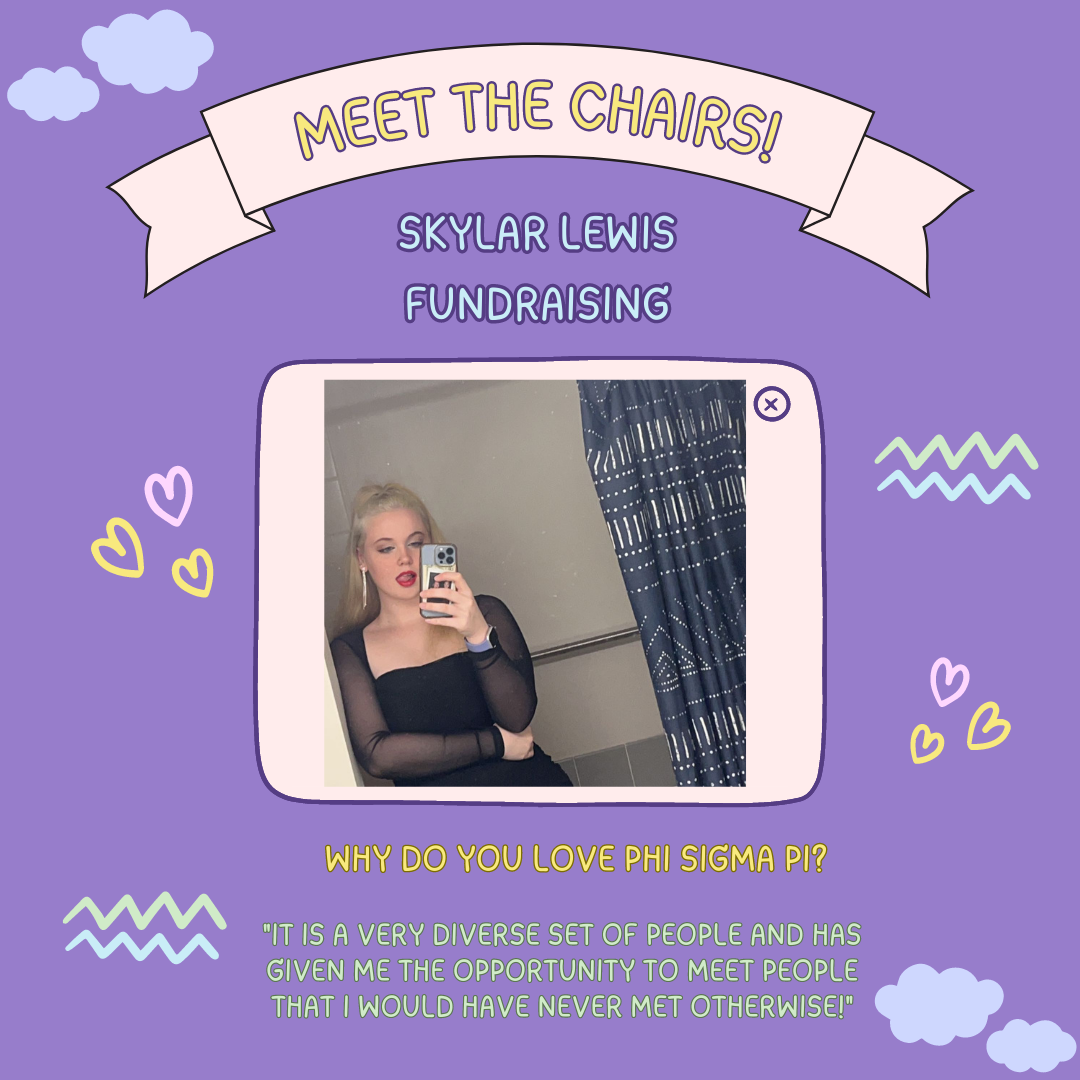 MEET THE CHAIRS!
SKYLAR LEWIS
FUNDRAISING
WHY DO YOU LOVE PHI SIGMA PI?
"IT IS A VERY DIVERSE SET OF PEOPLE AND HAS
GIVEN ME THE OPPORTUNITY TO MEET PEOPLE
THAT I WOULD HAVE NEVER MET OTHERWISE!"